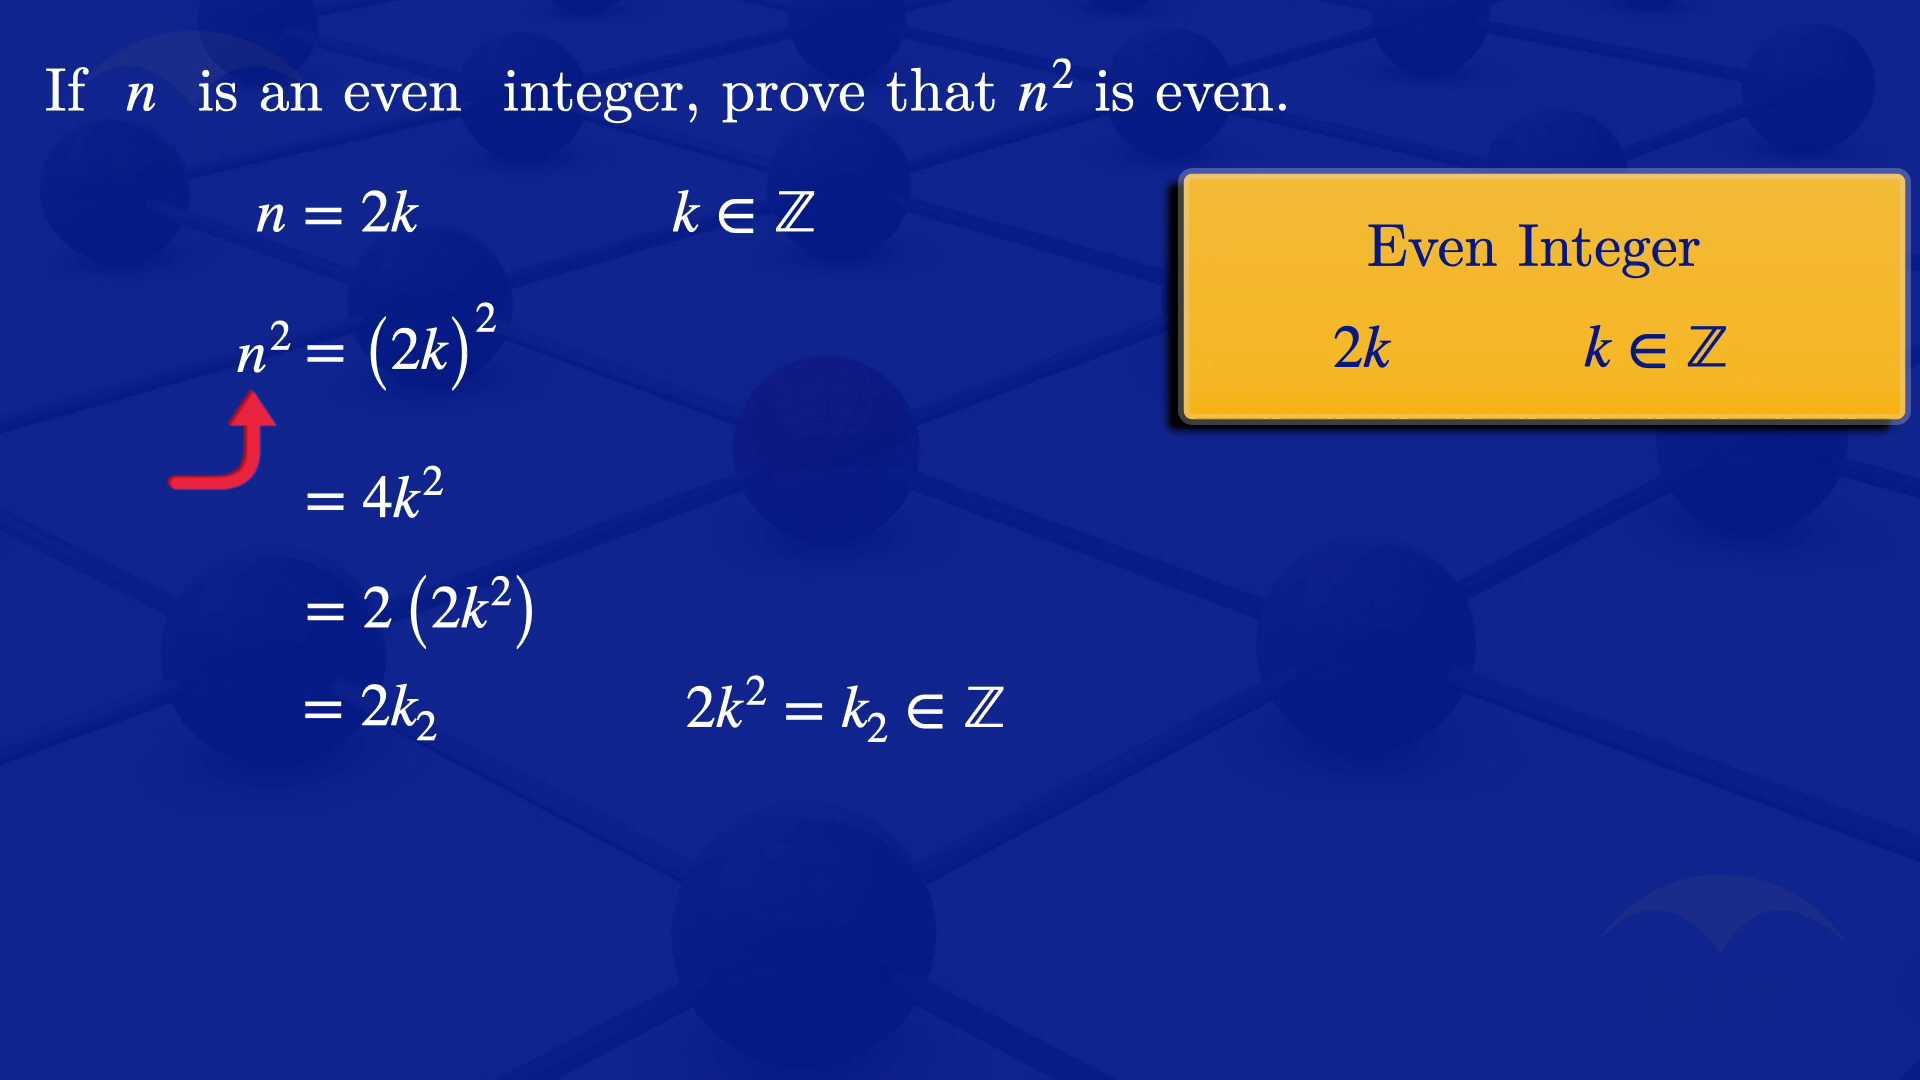 If n is an even integer, prove that n² is even.
n = 2k k ∈ ℤ
Even Integer
2k k ∈ ℤ
n² = (2k)²
= 4k²
= 2(2k²)
= 2k₂ 2k² = k₂ ∈ ℤ